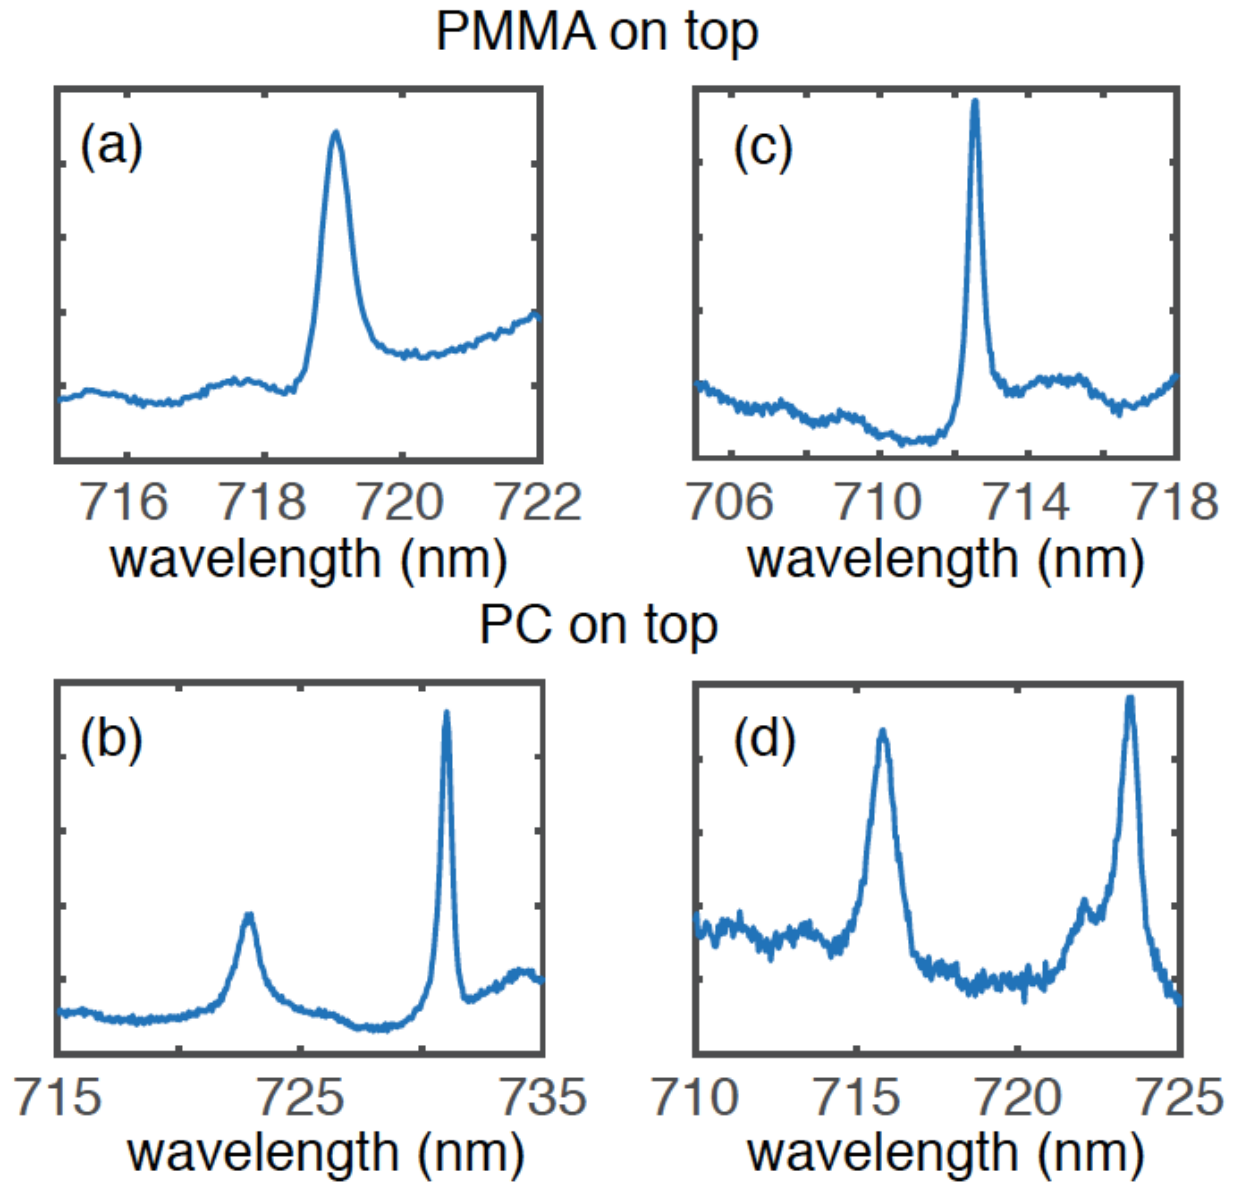 PMMA on top
(a)
(c)
716 718 720 722
706 710 714 718
wavelength (nm)
wavelength (nm)
PC on top
(b)
(d)
715 725 735
710 715 720 725
wavelength (nm)
wavelength (nm)